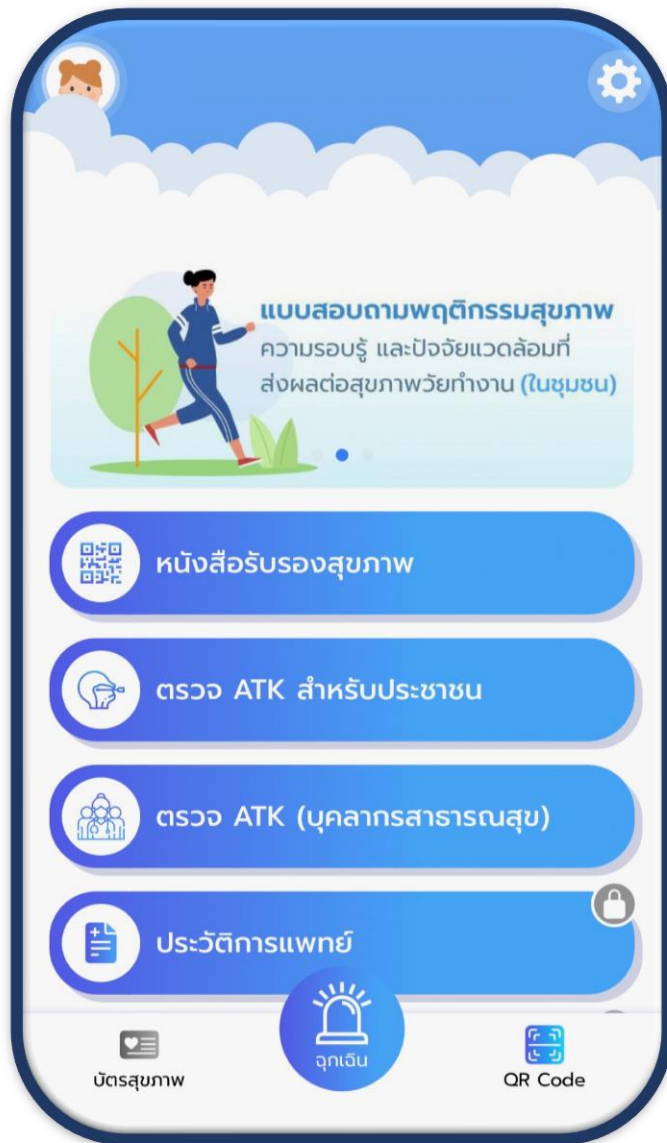 แบบสอบถามพฤติกรรมสุขภาพ
ความรอบรู้ และปัจจัยแวดล้อมที่
ส่งผลต่อสุขภาพวัยทำงาน (ในชุมชน)
หนังสือรับรองสุขภาพ
ตรวจ ATK สำหรับประชาชน
ตรวจ ATK (บุคลากรสาธารณสุข)
ประวัติการแพทย์
บัตรสุขภาพ
ฉุกเฉิน
QR Code